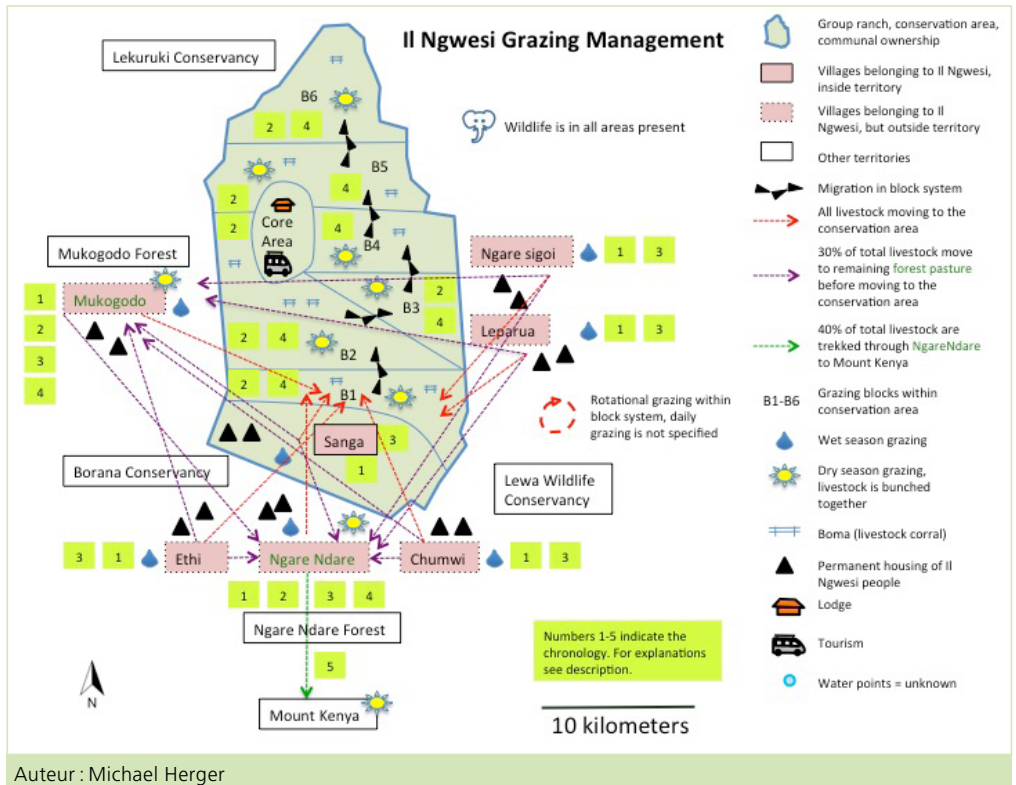 Il Ngwesi Grazing Management
Lekuruki Conservancy
Wildlife is in all areas present
B6
2 4
B5
2
4
2
4
Core
Area
B4
Mukogodo Forest
Mukogodo
1
2
3
4
Ngare sigoi
1 3
2
B3
4
Leparua
1 3
2 4
B2
2 4
B1
Rotational grazing within
block system, daily
grazing is not specified
Sanga
3
1
Borana Conservancy
Lewa Wildlife
Conservancy
3 1
Ethi
Ngare Ndare
Chumwi
1 3
1 2 3 4
Ngare Ndare Forest
5
Mount Kenya
N
Numbers 1-5 indicate the
chronology. For explanations
see description.
10 kilometers
Group ranch, conservation area,
communal ownership
Villages belonging to Il Ngwesi,
inside territory
Villages belonging to Il
Ngwesi, but outside territory
Other territories
Migration in block system
All livestock moving to the
conservation area
30% of total livestock move
to remaining forest pasture
before moving to the
conservation area
40% of total livestock are
trekked through NgareNdare
to Mount Kenya
B1-B6
Grazing blocks within
conservation area
Wet season grazing
Dry season grazing,
livestock is bunched
together
Boma (livestock corral)
Permanent housing of Il
Ngwesi people
Lodge
Tourism
Water points = unknown
Auteur : Michael Herger